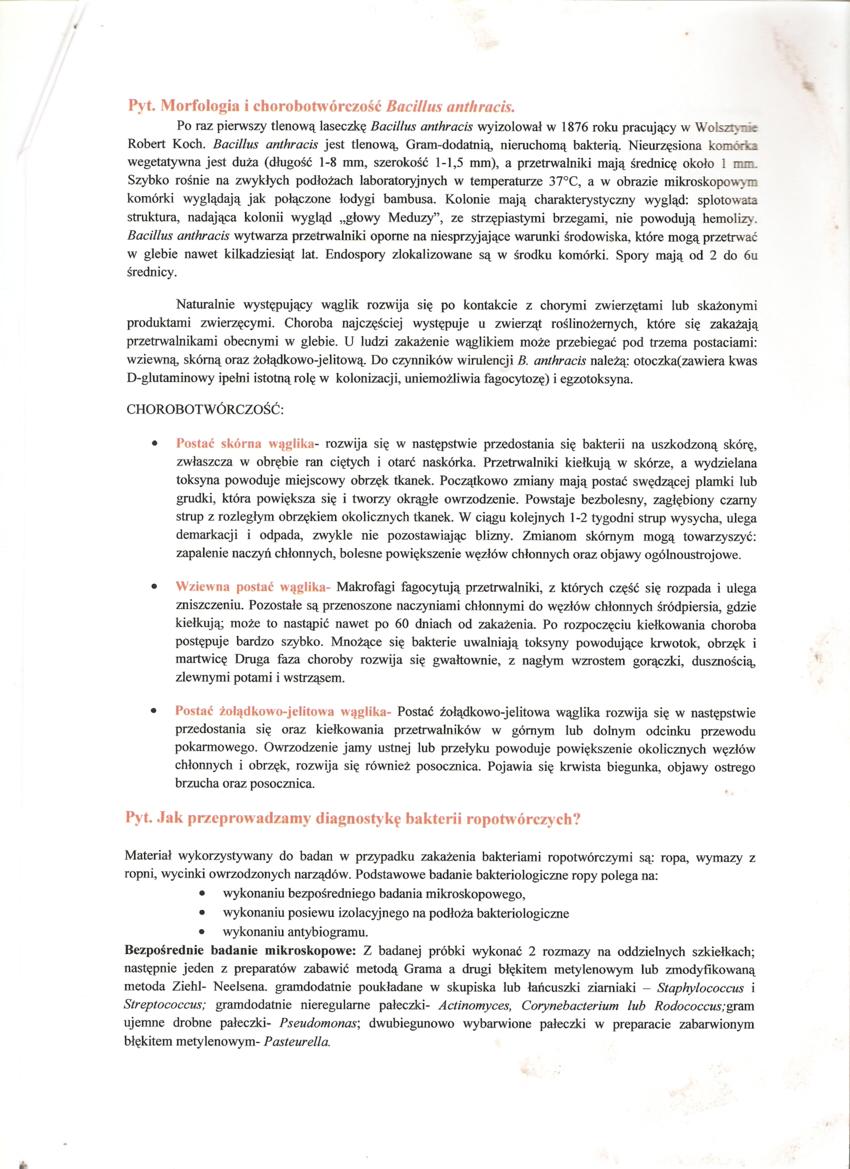 Pyt. Morfologia i chorobotwórczość Bacillus anthracis.
Po raz pierwszy tlenową laseczkę Bacillus anthracis wyizolował w 1876 roku pracujący w Wolsztynie
Robert Koch. Bacillus anthracis jest tlenową, Gram-dodatnią, nieruchomą bakterią. Nieurzęsiona komórka
wegetatywna jest duża (długość 1-8 mm, szerokość 1-1,5 mm), a przetrwalniki mają średnicę około 1 mm.
Szybko rośnie na zwykłych podłożach laboratoryjnych w temperaturze 37°C, a w obrazie mikroskopowym
komórki wyglądają jak połączone łodygi bambusa. Kolonie mają charakterystyczny wygląd: splotowata
struktura, nadająca kolonii wygląd „głowy Meduzy”, ze strzępiastymi brzegami, nie powodują hemolizy.
Bacillus anthracis wytwarza przetrwalniki oporne na niesprzyjające warunki środowiska, które mogą przetrwać
w glebie nawet kilkadziesiąt lat. Endospory zlokalizowane są w środku komórki. Spory mają od 2 do 6u
średnicy.
Naturalnie występujący wąglik rozwija się po kontakcie z chorymi zwierzętami lub skażonymi
produktami zwierzęcymi. Choroba najczęściej występuje u zwierząt roślinożernych, które się zakażają
przetrwalnikami obecnymi w glebie. U ludzi zakażenie wąglikiem może przebiegać pod trzema postaciami:
wziewną, skórną oraz żołądkowo-jelitową. Do czynników wirulencji B. anthracis należą: otoczka(zawiera kwas
D-glutaminowy ipełni istotną rolę w kolonizacji, uniemożliwia fagocytozę) i egzotoksyna.
CHOROBOTWÓRCZOŚĆ:
• Postać skórna wąglika- rozwija się w następstwie przedostania się bakterii na uszkodzoną skórę,
zwłaszcza w obrębie ran ciętych i otarć naskórka. Przetrwalniki kiełkują w skórze, a wydzielana
toksyna powoduje miejscowy obrzęk tkanek. Początkowo zmiany mają postać swędzącej plamki lub
grudki, która powiększa się i tworzy okrągłe owrzodzenie. Powstaje bezbolesny, zagłębiony czarny
strup z rozległym obrzękiem okolicznych tkanek. W ciągu kolejnych 1-2 tygodni strup wysycha, ulega
demarkacji i odpada, zwykle nie pozostawiając blizny. Zmianom skórnym mogą towarzyszyć:
zapalenie naczyń chłonnych, bolesne powiększenie węzłów chłonnych oraz objawy ogólnoustrojowe.
• Wziewna postać wąglika- Makrofagi fagocytują przetrwalniki, z których część się rozpada i ulega
zniszczeniu. Pozostałe są przenoszone naczyniami chłonnymi do węzłów chłonnych śródpiersia, gdzie
kiełkują; może to nastąpić nawet po 60 dniach od zakażenia. Po rozpoczęciu kiełkowania choroba
postępuje bardzo szybko. Mnożące się bakterie uwalniają toksyny powodujące krwotok, obrzęk i
martwicę Druga faza choroby rozwija się gwałtownie, z nagłym wzrostem gorączki, dusznością,
zlewnymi potami i wstrząsem.
• Postać żołądkowo-jelitowa wąglika- Postać żołądkowo-jelitowa wąglika rozwija się w następstwie
przedostania się oraz kiełkowania przetrwalników w górnym lub dolnym odcinku przewodu
pokarmowego. Owrzodzenie jamy ustnej lub przełyku powoduje powiększenie okolicznych węzłów
chłonnych i obrzęk, rozwija się również posocznica. Pojawia się krwista biegunka, objawy ostrego
brzucha oraz posocznica.
Pyt. Jak przeprowadzamy diagnostykę bakterii ropotwórczych?
Materiał wykorzystywany do badan w przypadku zakażenia bakteriami ropotwórczymi są: ropa, wymazy z
ropni, wycinki owrzodzonych narządów. Podstawowe badanie bakteriologiczne ropy polega na:
• wykonaniu bezpośredniego badania mikroskopowego,
• wykonaniu posiewu izolacyjnego na podłoża bakteriologiczne
• wykonaniu antybiogramu.
Bezpośrednie badanie mikroskopowe: Z badanej próbki wykonać 2 rozmazy na oddzielnych szkiełkach;
następnie jeden z preparatów zabawić metodą Grama a drugi błękitem metylenowym lub zmodyfikowaną
metoda Ziehl- Neelsena. gramdodatnie poukładane w skupiska lub łańcuszki ziarniaki – Staphylococcus i
Streptococcus; gramdodatnie nieregularne pałeczki- Actinomyces, Corynebacterium lub Rodococcus;gram
ujemne drobne pałeczki- Pseudomonas; dwubiegunowo wybarwione pałeczki w preparacie zabarwionym
błękitem metylenowym- Pasteurella.